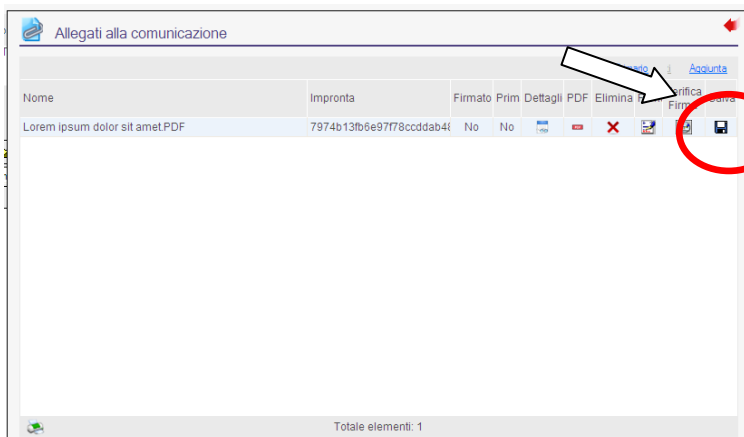 Allegati alla comunicazione
Aggiunta
Nome Impronta Firmato Prim Dettagli PDF Elimina
Lorem ipsum dolor sit amet.PDF 7974b13fb6e97f78ccddab48 No No
Totale elementi: 1